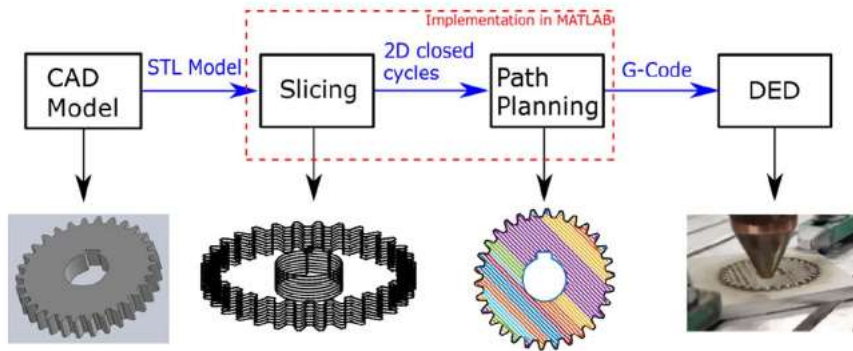 Implementation in MATLAB
CAD
Model
STL Model
Slicing
2D closed
cycles
Path
Planning
G-Code
DED